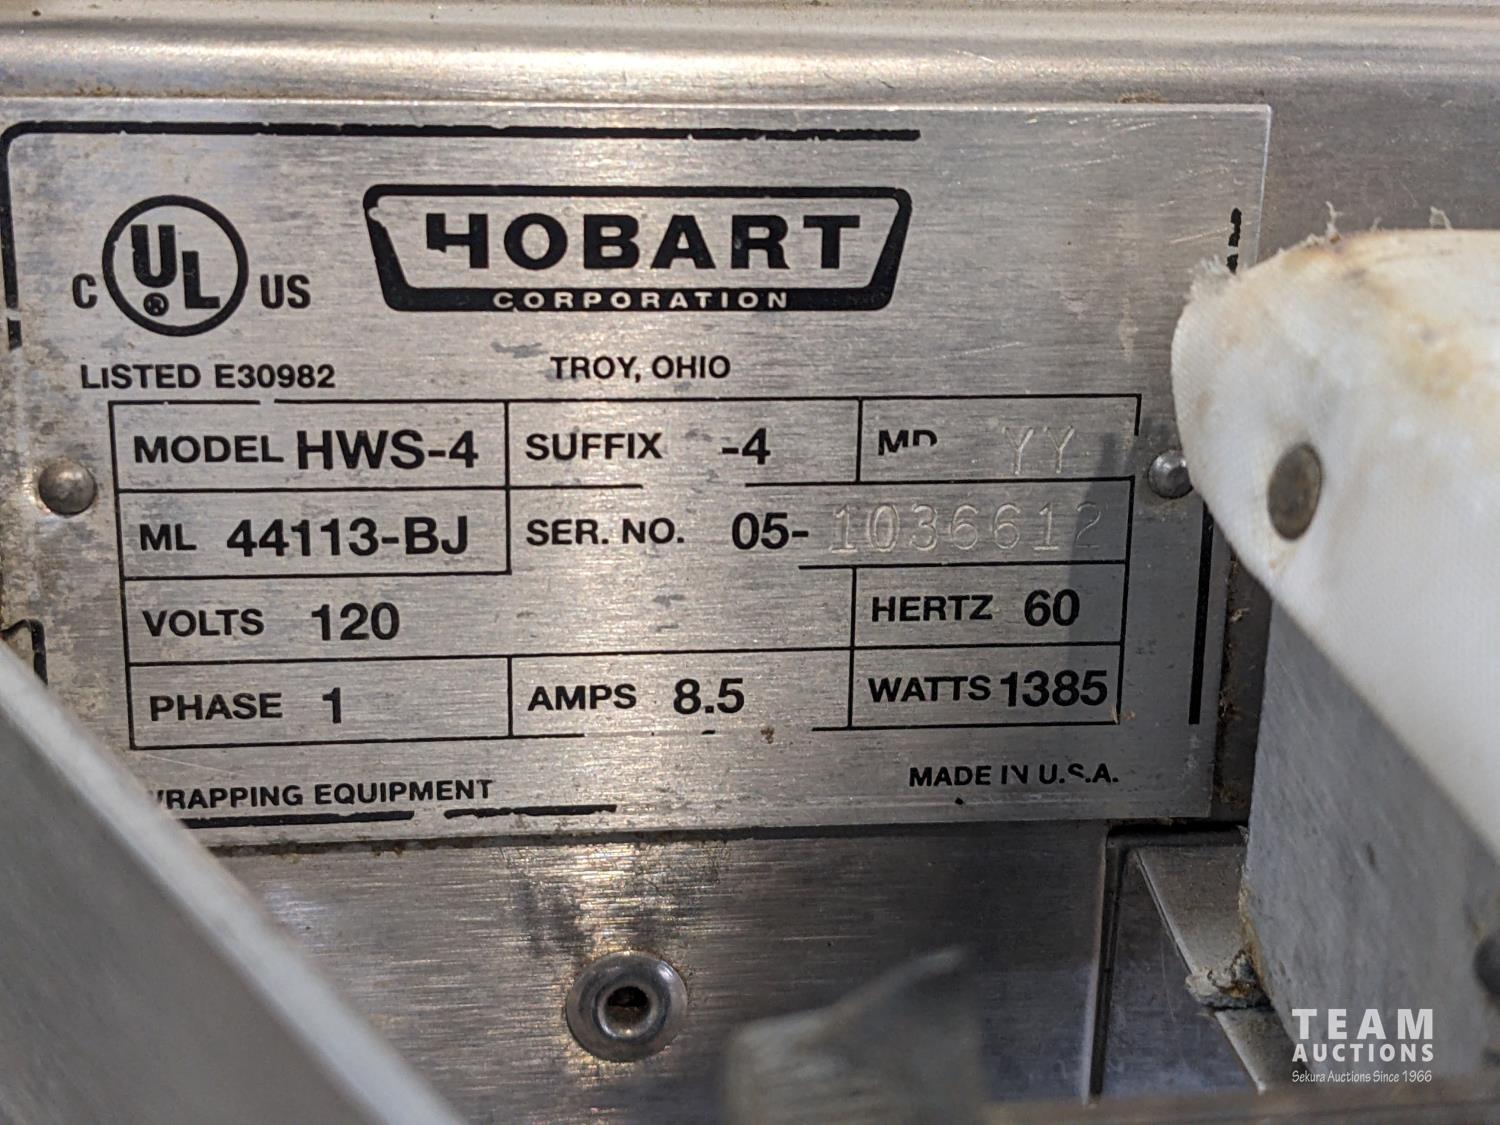 HOBART
CORPORATION
C UL ® US
LISTED E30982
TROY, OHIO
MODEL HWS-4 SUFFIX -4 MD YY
ML 44113-BJ SER. NO. 05-1036612
VOLTS 120 HERTZ 60
PHASE 1 AMPS 8.5 WATTS 1385
WRAPPING EQUIPMENT
MADE IN U.S.A.
TEAM
AUCTIONS
Sekura Auctions Since 1966